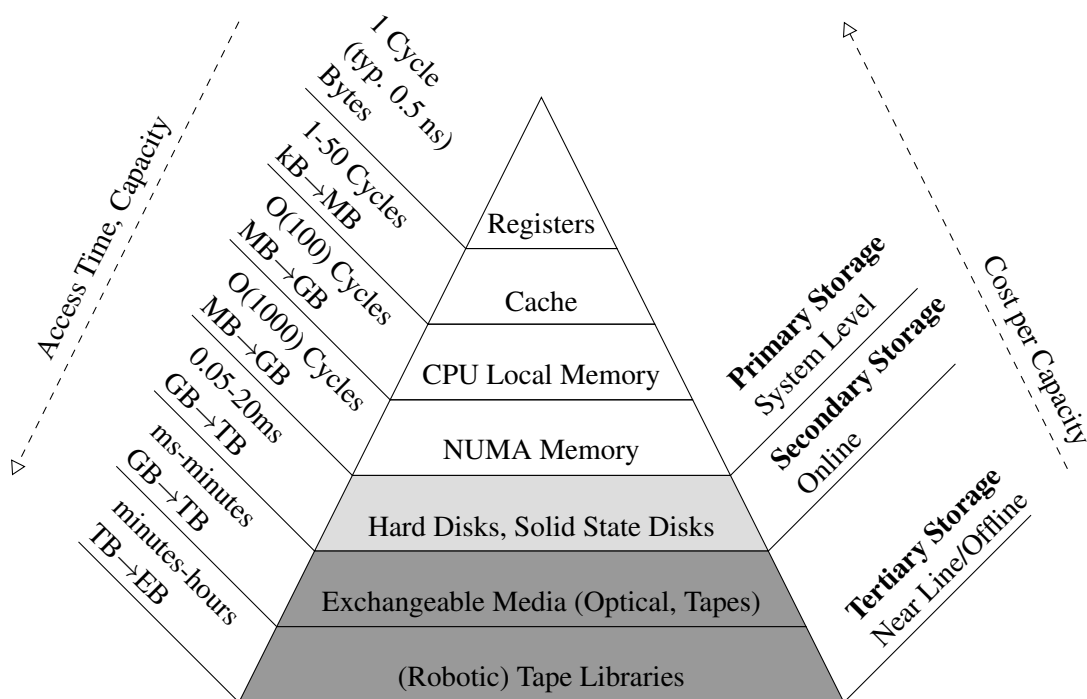 Access Time, Capacity
1 Cycle
(typ. 0.5 ns)
Bytes
1-50 Cycles
kB→MB
O(100) Cycles
MB→GB
O(1000) Cycles
MB→GB
0.05-20ms
GB→TB
ms-minutes
GB→TB
minutes-hours
TB→EB
Registers
Cache
CPU Local Memory
NUMA Memory
Hard Disks, Solid State Disks
Exchangeable Media (Optical, Tapes)
(Robotic) Tape Libraries
Primary Storage
System Level
Secondary Storage
Online
Tertiary Storage
Near Line/Offline
Cost per Capacity